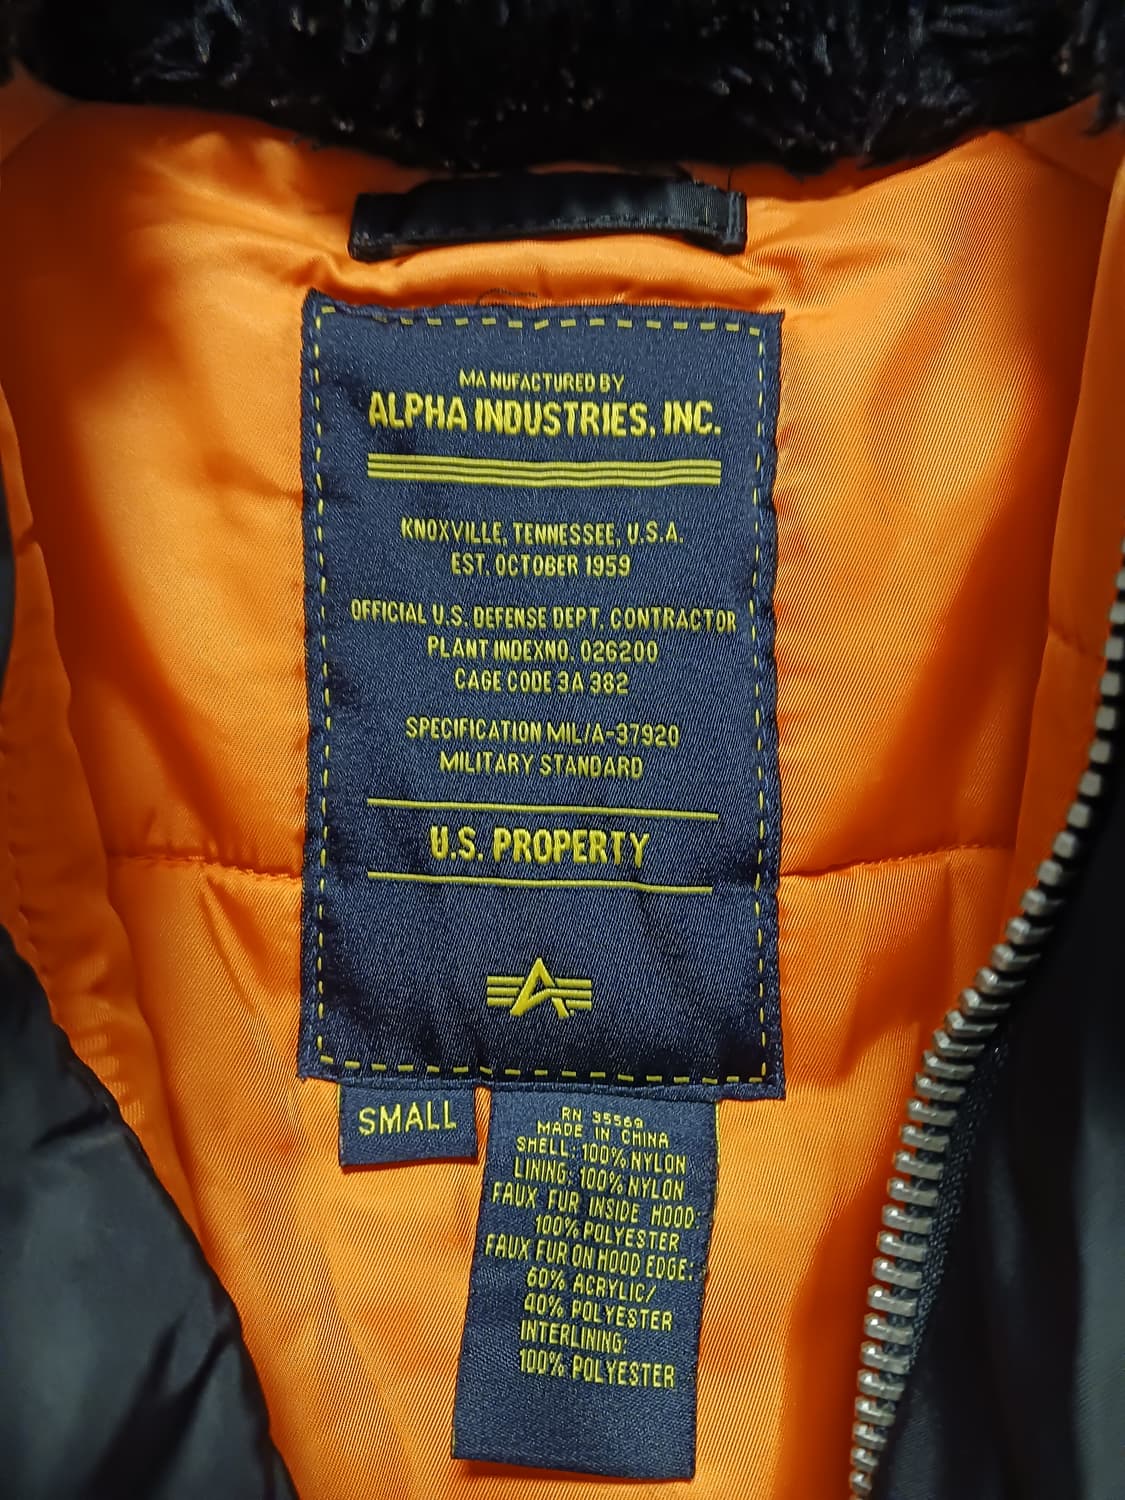 MANUFACTURED BY
ALPHA INDUSTRIES, INC.
KNOXVILLE, TENNESSEE, U.S.A.
EST. OCTOBER 1959
OFFICIAL U.S. DEFENSE DEPT. CONTRACTOR
PLANT INDEXNO. 026200
CAGE CODE 3A 382
SPECIFICATION MIL/A-37920
MILITARY STANDARD
U.S. PROPERTY
SMALL
RN 35569
MADE IN CHINA
SHELL: 100% NYLON
LINING: 100% NYLON
FAUX FUR INSIDE HOOD:
100% POLYESTER
FAUX FUR ON HOOD EDGE:
60% ACRYLIC/
40% POLYESTER
INTERLINING:
100% POLYESTER